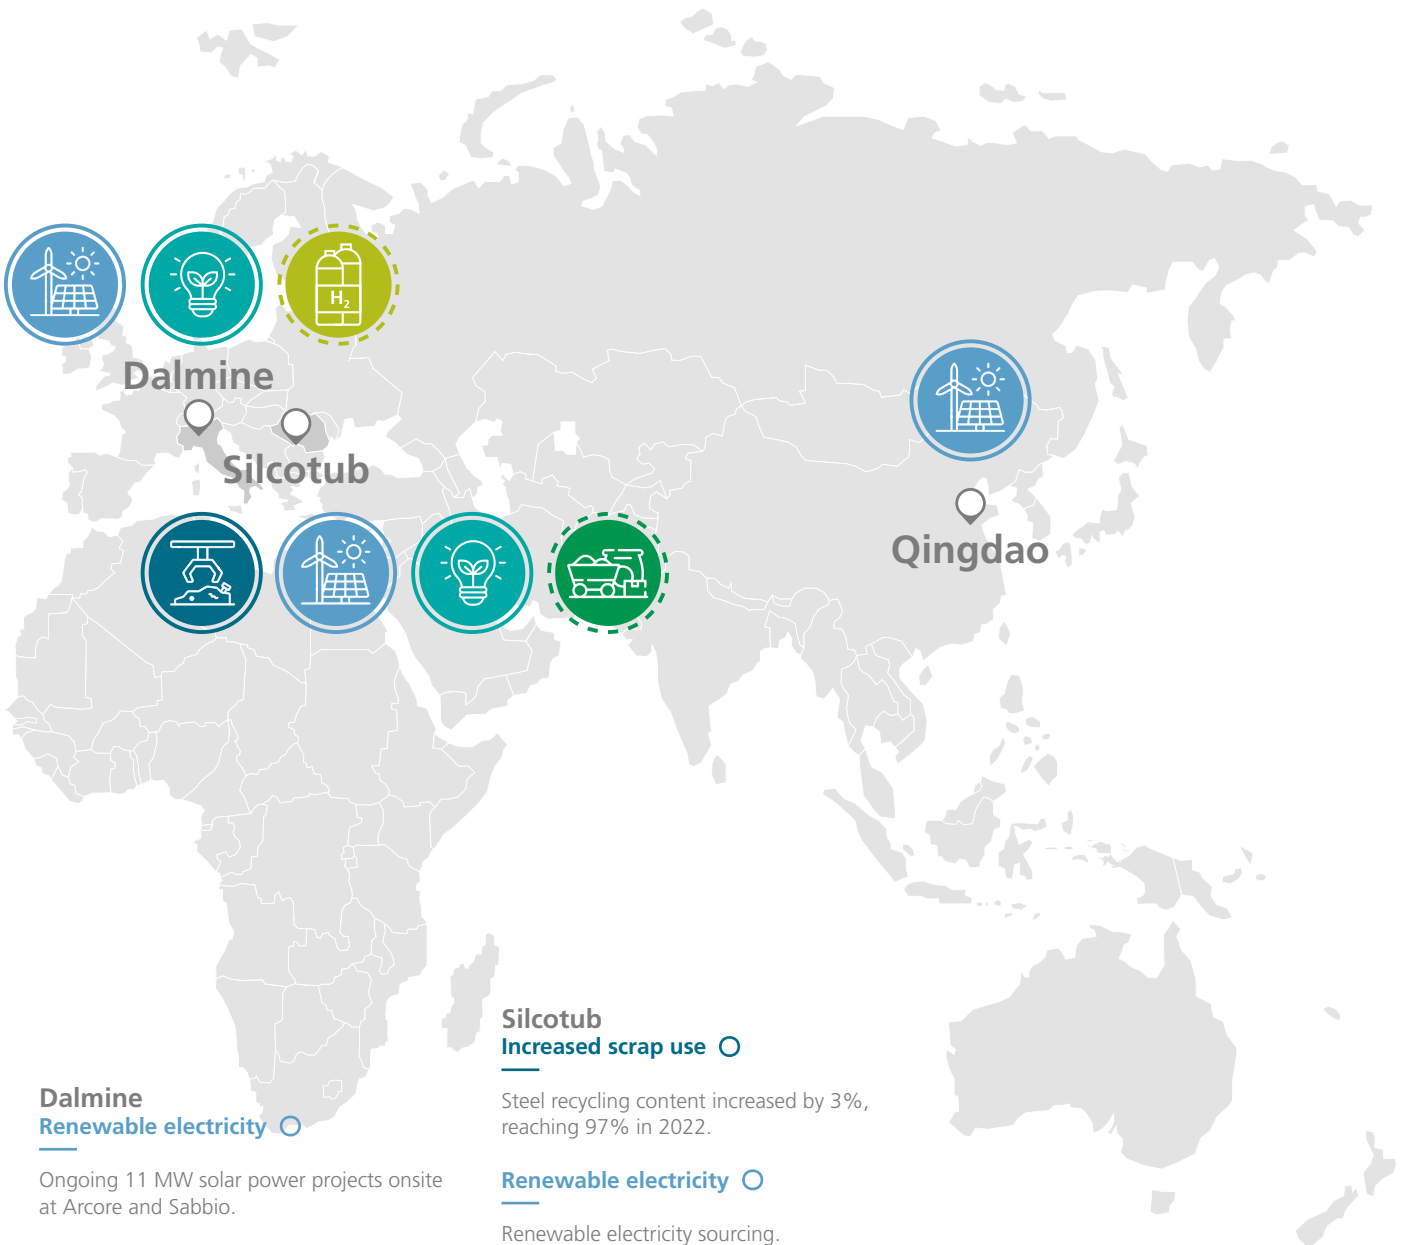 H2
Dalmine
Silcotub
Qingdao
Dalmine
Renewable electricity
Ongoing 11 MW solar power projects onsite
at Arcore and Sabbio.
Silcotub
Increased scrap use
Steel recycling content increased by 3%,
reaching 97% in 2022.
Renewable electricity
Renewable electricity sourcing.